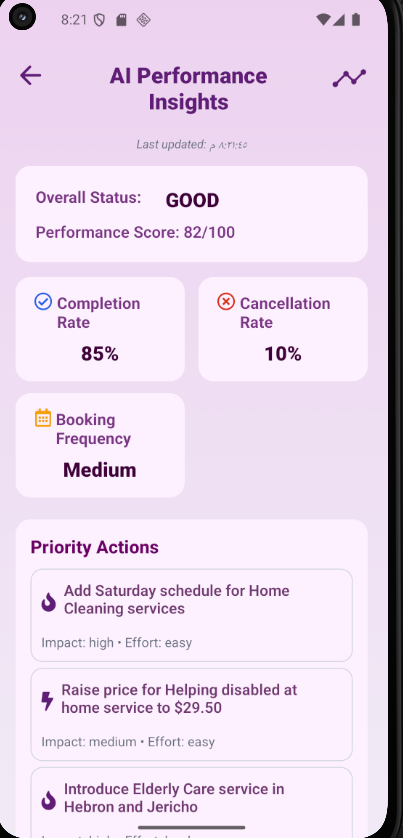 8:21
AI Performance
Insights
Last updated: ٨:٢١:٤٥ م
Overall Status: GOOD
Performance Score: 82/100
Completion
Rate
85%
Cancellation
Rate
10%
Booking
Frequency
Medium
Priority Actions
Add Saturday schedule for Home
Cleaning services
Impact: high • Effort: easy
Raise price for Helping disabled at
home service to $29.50
Impact: medium • Effort: easy
Introduce Elderly Care service in
Hebron and Jericho